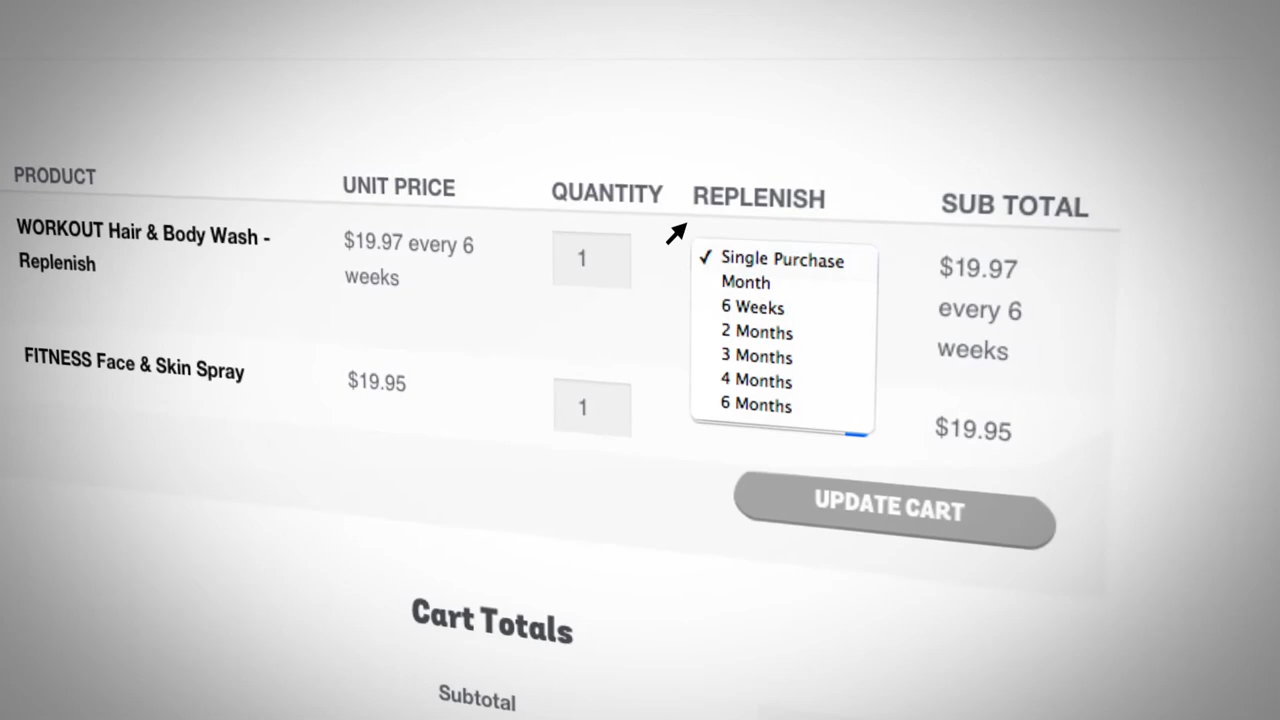 PRODUCT
UNIT PRICE
QUANTITY
REPLENISH
SUB TOTAL
WORKOUT Hair & Body Wash -
Replenish
$19.97 every 6
weeks
1
✓ Single Purchase
Month
6 Weeks
2 Months
3 Months
4 Months
6 Months
$19.97
every 6
weeks
FITNESS Face & Skin Spray
$19.95
1
$19.95
UPDATE CART
Cart Totals
Subtotal